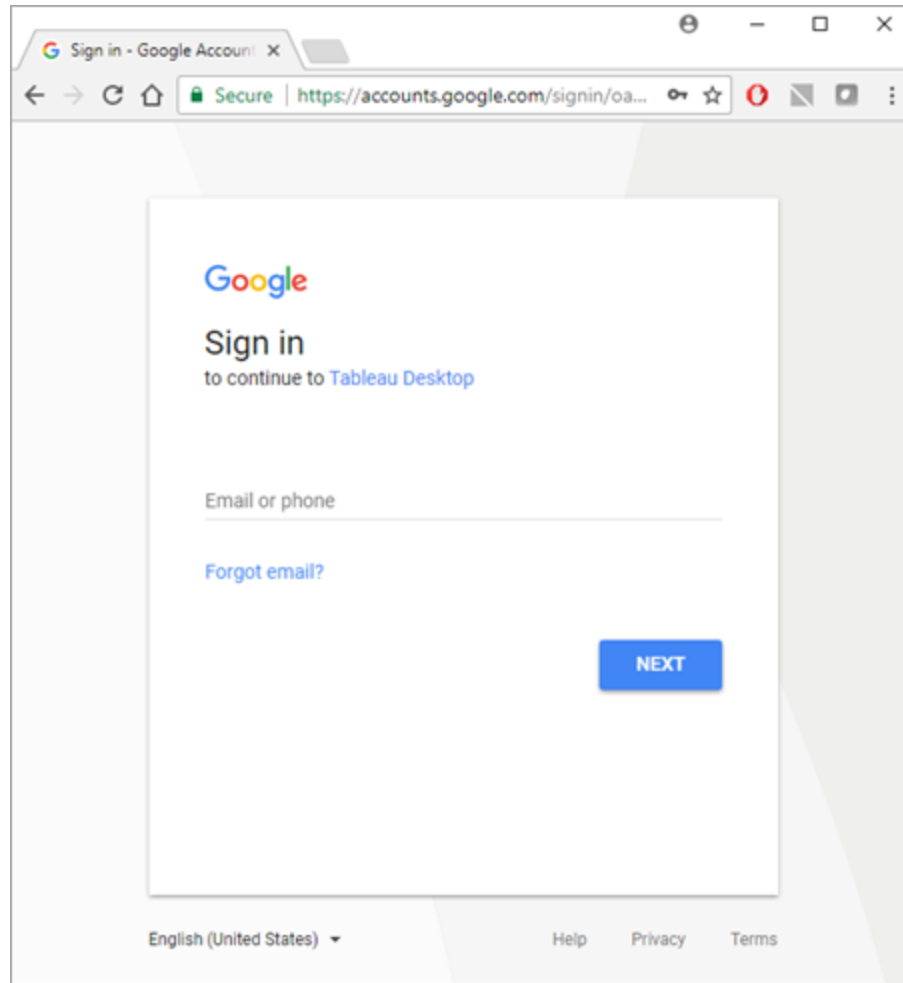 Sign in - Google Account
Secure | https://accounts.google.com/signin/oa...
Google
Sign in
to continue to Tableau Desktop
Email or phone
Forgot email?
NEXT
English (United States) Help Privacy Terms